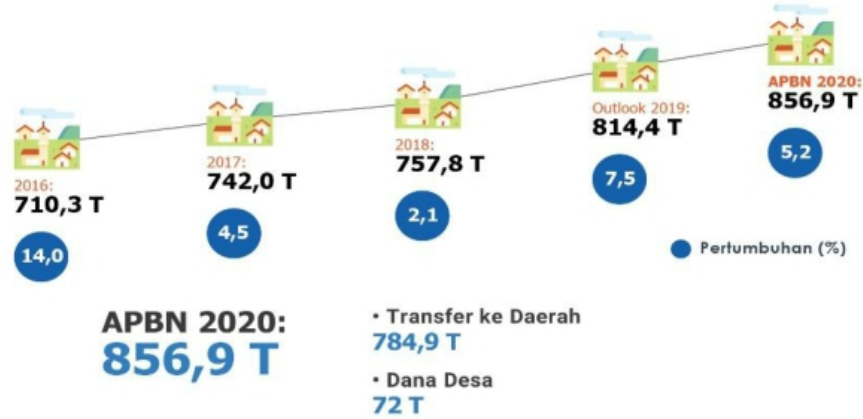 2016:
710,3 T
14,0
2017:
742,0 T
4,5
2018:
757,8 T
2,1
Outlook 2019:
814,4 T
7,5
APBN 2020:
856,9 T
5,2
Pertumbuhan (%)
APBN 2020:
856,9 T
• Transfer ke Daerah
784,9 T
• Dana Desa
72 T